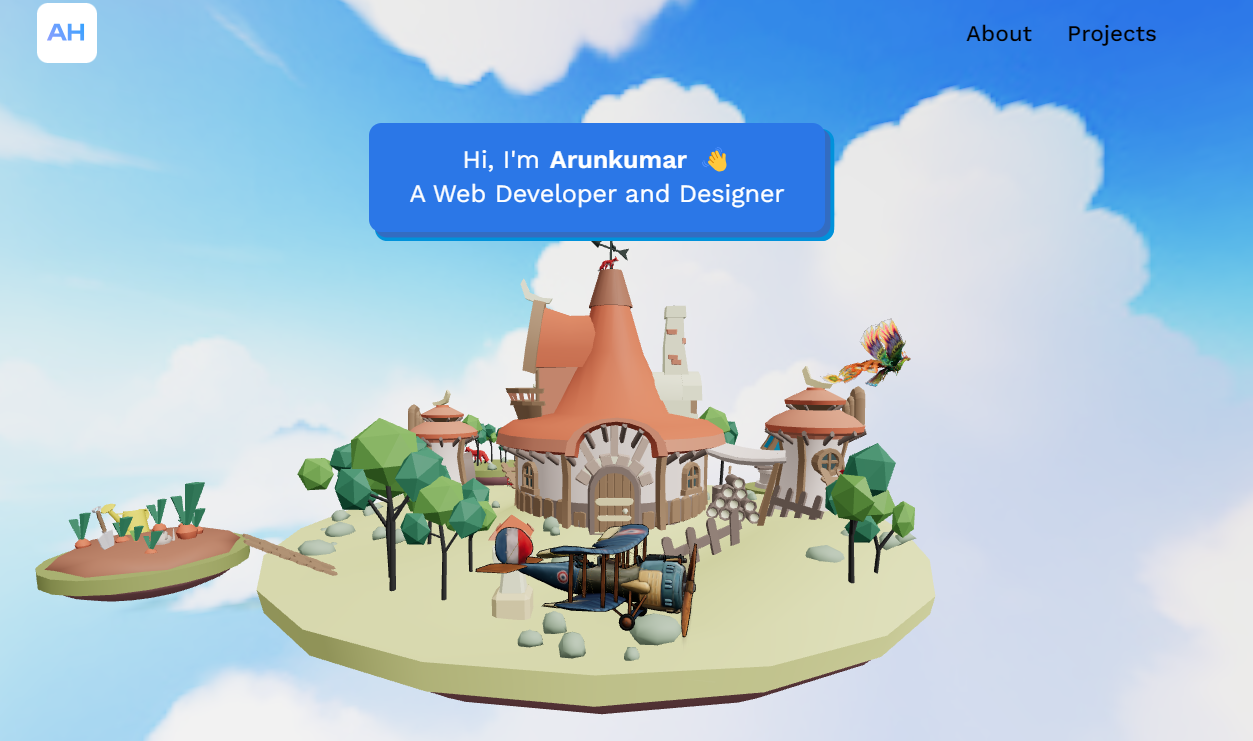 AH
About
Projects
Hi, I'm Arunkumar 👋
A Web Developer and Designer